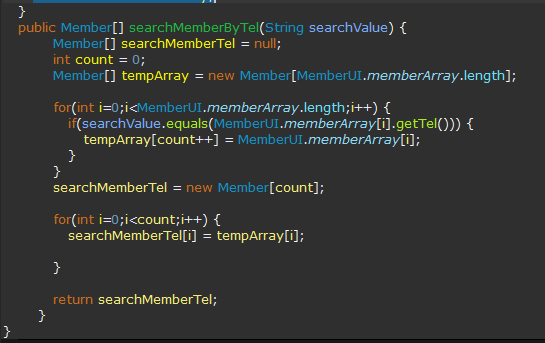 }
public Member[] searchMemberByTel(String searchValue) {
Member[] searchMemberTel = null;
int count = 0;
Member[] tempArray = new Member[MemberUI.memberArray.length];
for(int i=0;i<MemberUI.memberArray.length;i++) {
if(searchValue.equals(MemberUI.memberArray[i].getTel())) {
tempArray[count++] = MemberUI.memberArray[i];
}
}
searchMemberTel = new Member[count];
for(int i=0;i<count;i++) {
searchMemberTel[i] = tempArray[i];
}
return searchMemberTel;
}
}